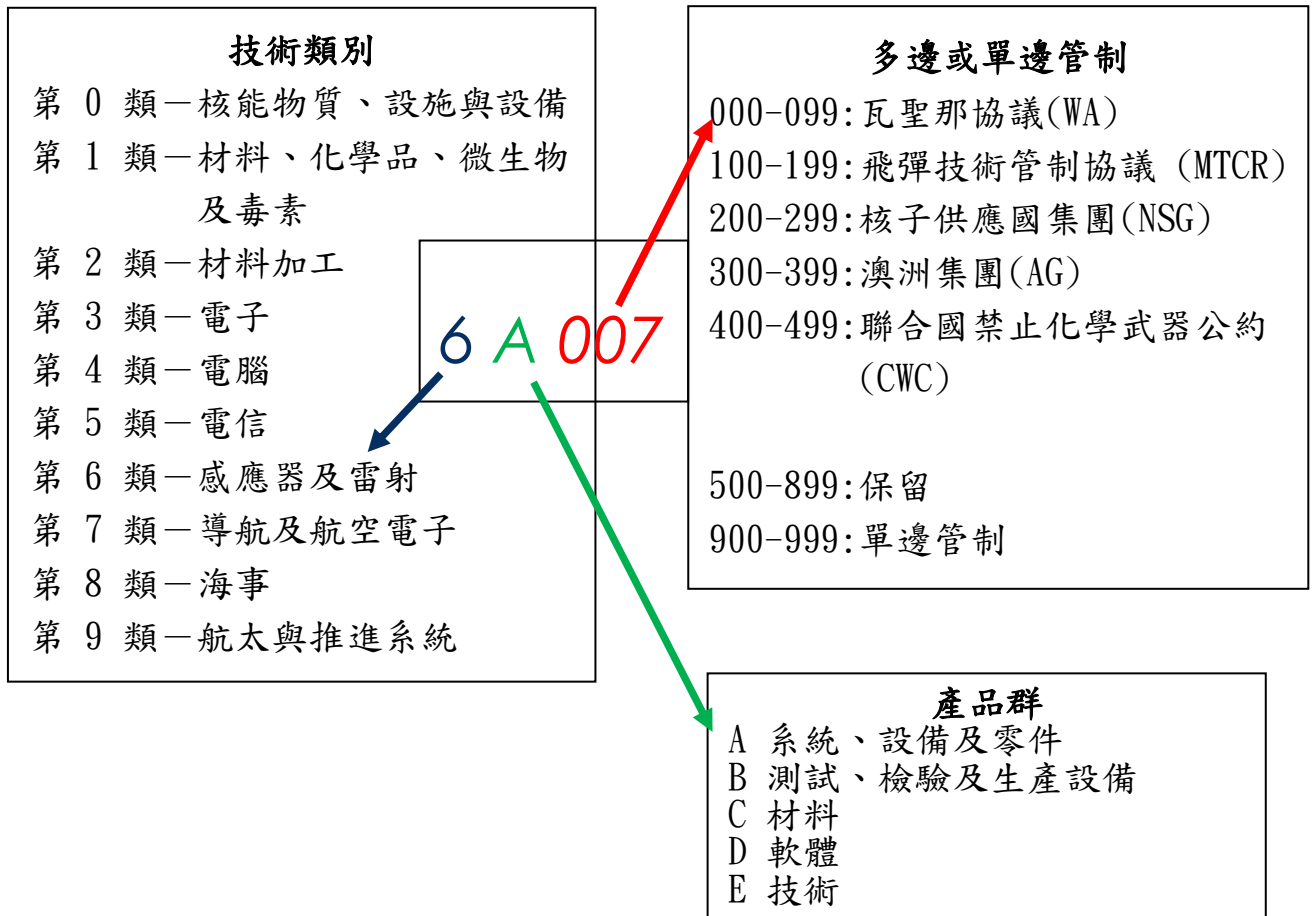 技術類別
第 0 類－核能物質、設施與設備
第 1 類－材料、化學品、微生物
及毒素
第 2 類－材料加工
第 3 類－電子
第 4 類－電腦
第 5 類－電信
第 6 類－感應器及雷射
第 7 類－導航及航空電子
第 8 類－海事
第 9 類－航太與推進系統
6 A 007
多邊或單邊管制
000-099:瓦聖那協議(WA)
100-199:飛彈技術管制協議 (MTCR)
200-299:核子供應國集團(NSG)
300-399:澳洲集團(AG)
400-499:聯合國禁止化學武器公約
(CWC)
500-899:保留
900-999:單邊管制
產品群
A 系統、設備及零件
B 測試、檢驗及生產設備
C 材料
D 軟體
E 技術